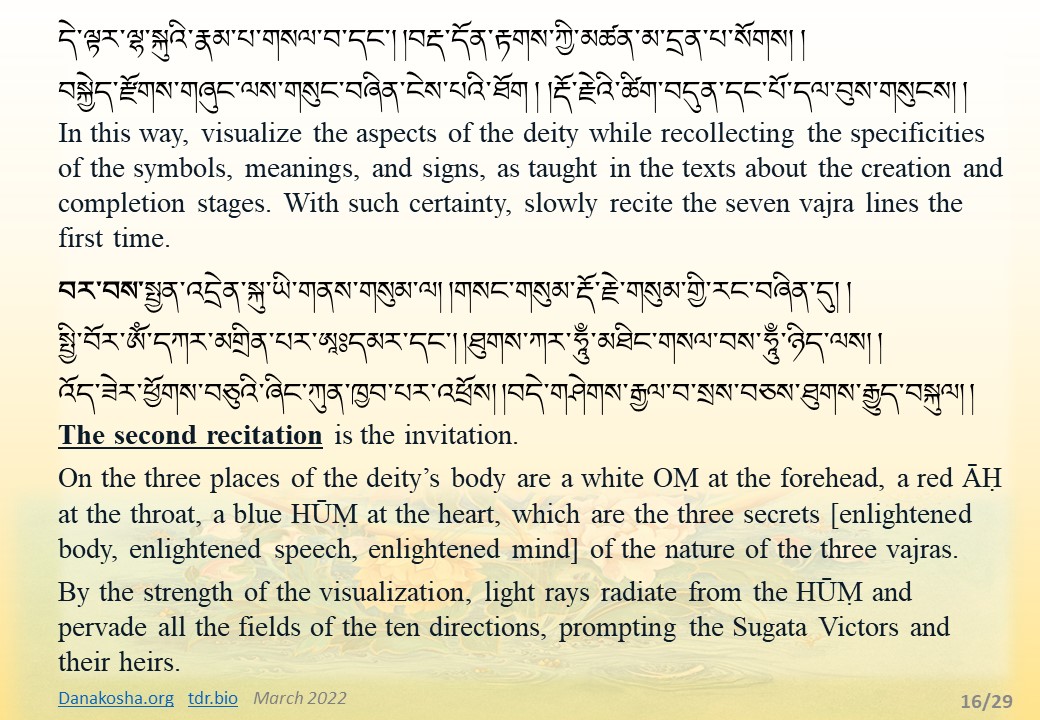 དེ་ལྟར་ལྷ་སྐུའི་རྣམ་པ་གསལ་བ་དང་། །བརྡ་དོན་རྟགས་ཀྱི་མཚན་མ་དྲན་པ་སོགས། །
བསྐྱེད་རྫོགས་གཞུང་ལས་གསུང་བཞིན་ངེས་པའི་ཐོག །རྡོ་རྗེའི་ཚིག་བདུན་དང་པོ་དལ་བུས་གསུངས། །
In this way, visualize the aspects of the deity while recollecting the specificities
of the symbols, meanings, and signs, as taught in the texts about the creation and
completion stages. With such certainty, slowly recite the seven vajra lines the
first time.
བར་བས་སྤྱན་འདྲེན་སྐུ་ཡི་གནས་གསུམ་ལ། །གསང་གསུམ་རྡོ་རྗེ་གསུམ་གྱི་རང་བཞིན་དུ། །
སྤྱི་བོར་ཨོཾ་དཀར་མགྲིན་པར་ཨཱཿདམར་དང་། །ཐུགས་ཀར་ཧཱུྃ་མཐིང་གསལ་བས་ཧཱུྃ་ཉིད་ལས། །
འོད་ཟེར་ཕྱོགས་བཅུའི་ཞིང་ཀུན་ཁྱབ་པར་འཕྲོས། །བདེ་གཤེགས་རྒྱལ་བ་སྲས་བཅས་ཐུགས་རྒྱུད་བསྐུལ། །
The second recitation is the invitation.
On the three places of the deity’s body are a white OṂ at the forehead, a red ĀḤ
at the throat, a blue HŪṂ at the heart, which are the three secrets [enlightened
body, enlightened speech, enlightened mind] of the nature of the three vajras.
By the strength of the visualization, light rays radiate from the HŪṂ and
pervade all the fields of the ten directions, prompting the Sugata Victors and
their heirs.
Danakosha.org tdr.bio March 2022 16/29